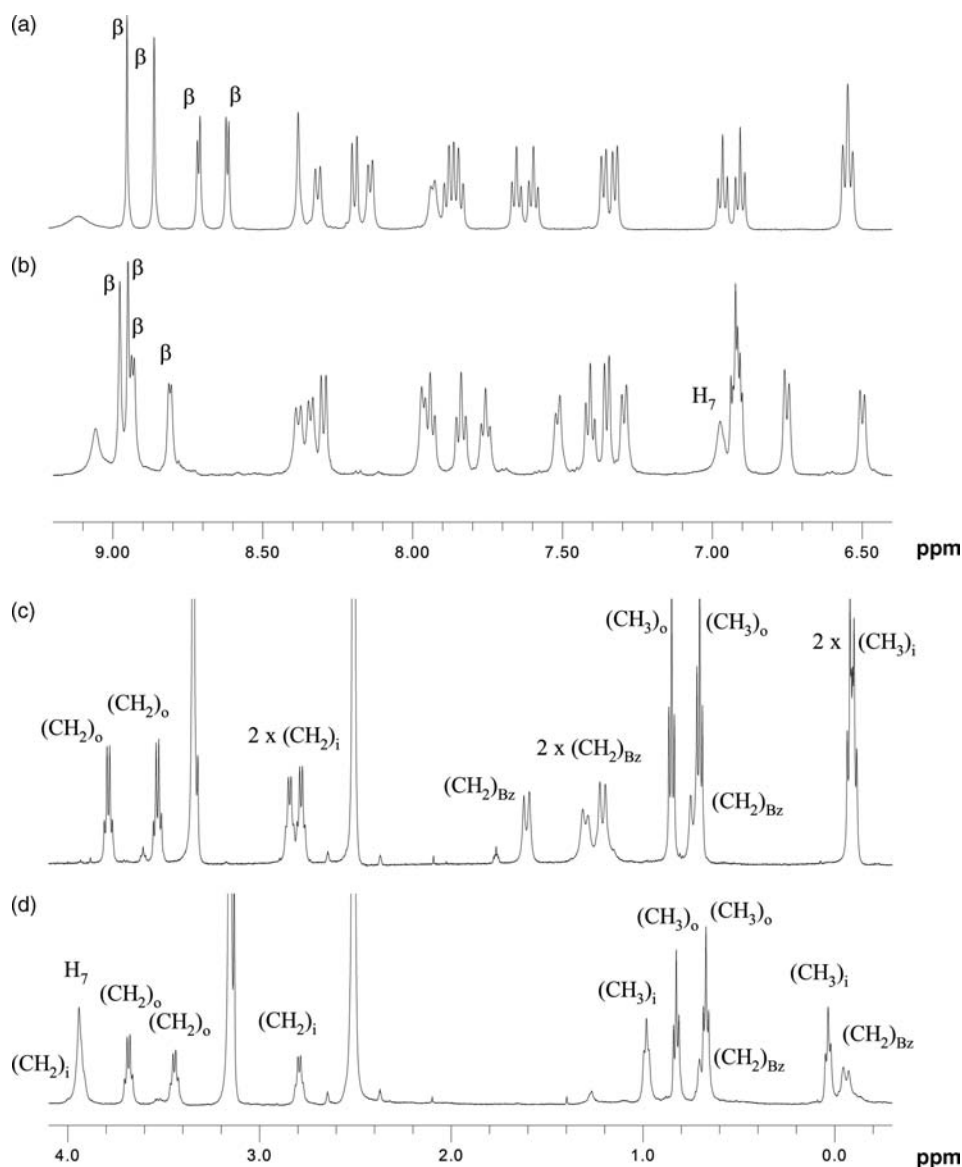 (a)
β
β
β
β
(b)
β
β
β
β
H7
9.00 8.50 8.00 7.50 7.00 6.50 ppm
(c)
(CH3)o
(CH3)o
2 x (CH3)i
(CH2)o
(CH2)o
2 x (CH2)i
(CH2)Bz
2 x (CH2)Bz
(CH2)Bz
(d)
(CH3)o
(CH3)o
H7
(CH2)o
(CH2)o
(CH2)i
(CH2)i
(CH3)i
(CH2)Bz
(CH3)i
(CH2)Bz
4.0 3.0 2.0 1.0 0.0 ppm